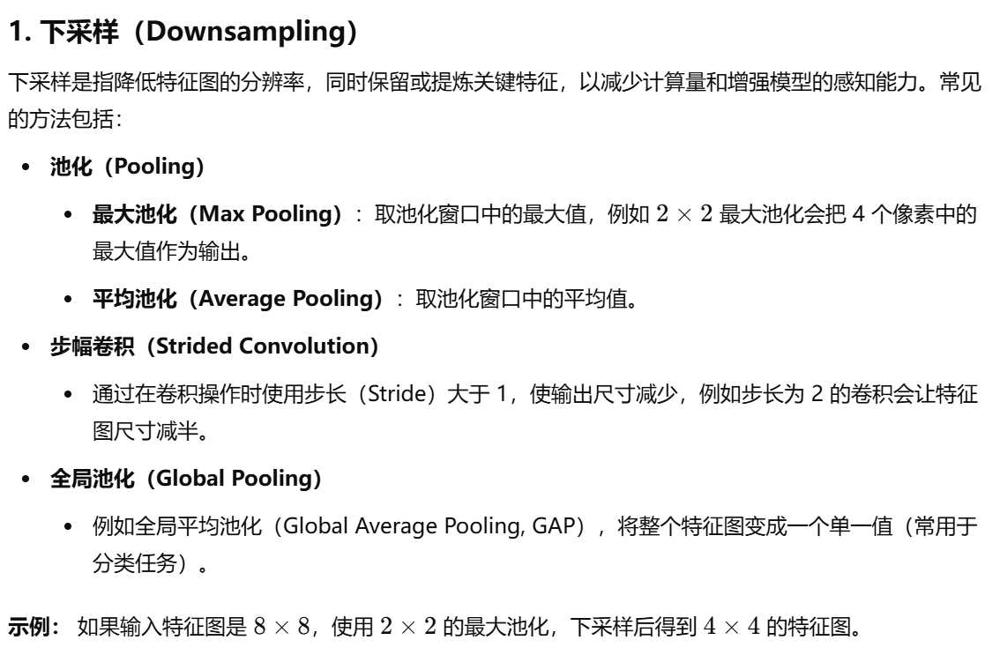 1. 下采样（Downsampling）
下采样是指降低特征图的分辨率，同时保留或提炼关键特征，以减少计算量和增强模型的感知能力。常见
的方法包括：
• 池化（Pooling）
• 最大池化（Max Pooling）：取池化窗口中的最大值，例如 2 × 2 最大池化会把 4 个像素中的
最大值作为输出。
• 平均池化（Average Pooling）：取池化窗口中的平均值。
• 步幅卷积（Strided Convolution）
• 通过在卷积操作时使用步长（Stride）大于 1，使输出尺寸减少，例如步长为 2 的卷积会让特征
图尺寸减半。
• 全局池化（Global Pooling）
• 例如全局平均池化（Global Average Pooling, GAP），将整个特征图变成一个单一值（常用于
分类任务）。
示例： 如果输入特征图是 8 × 8，使用 2 × 2 的最大池化，下采样后得到 4 × 4 的特征图。